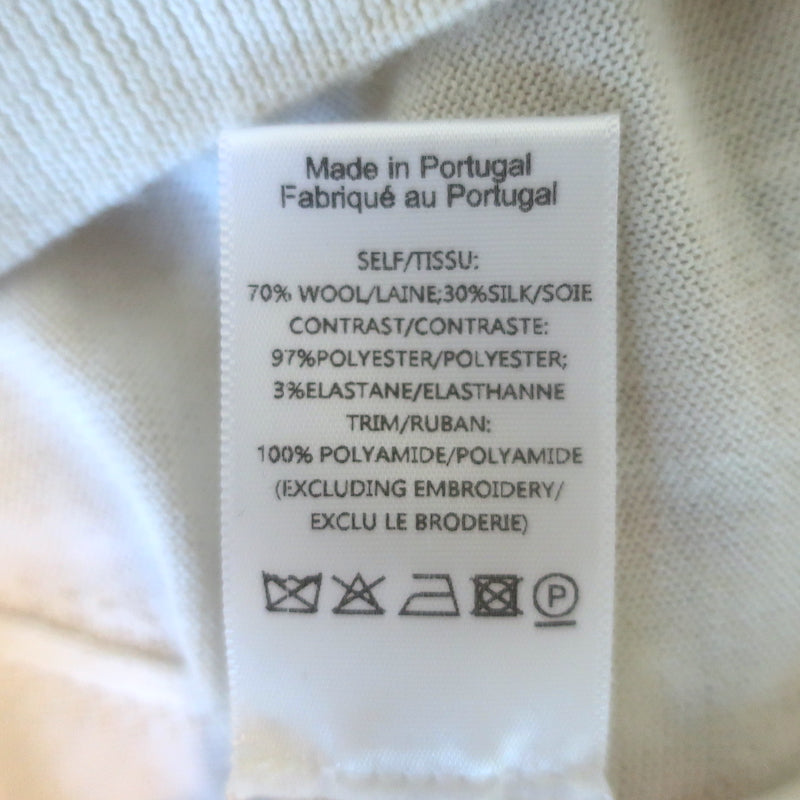 Made in Portugal
Fabriqué au Portugal
SELF/TISSU:
70% WOOL/LAINE;30%SILK/SOIE
CONTRAST/CONTRASTE:
97%POLYESTER/POLYESTER;
3%ELASTANE/ELASTHANNE
TRIM/RUBAN:
100% POLYAMIDE/POLYAMIDE
(EXCLUDING EMBROIDERY/
EXCLU LE BRODERIE)
P